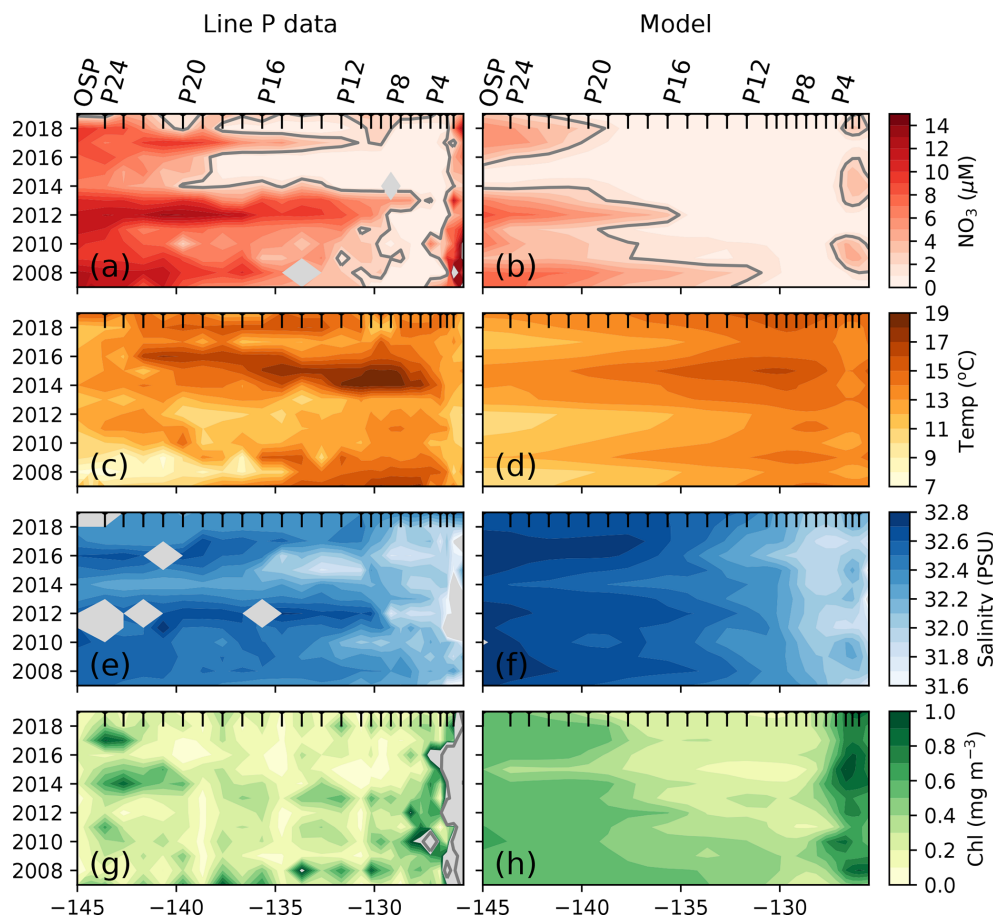 Line P data
Model
OSP P24 P20 P16 P12 P8 P4
OSP P24 P20 P16 P12 P8 P4
2018
2016
2014
2012
2010
2008
(a)
(b)
14
12
10
8
6
4
2
0
NO3 (μM)
2018
2016
2014
2012
2010
2008
(c)
(d)
19
17
15
13
11
9
7
Temp (°C)
2018
2016
2014
2012
2010
2008
(e)
(f)
32.8
32.6
32.4
32.2
32.0
31.8
31.6
Salinity (PSU)
2018
2016
2014
2012
2010
2008
(g)
(h)
1.0
0.8
0.6
0.4
0.2
0.0
Chl (mg m−3)
−145 −140 −135 −130
−145 −140 −135 −130